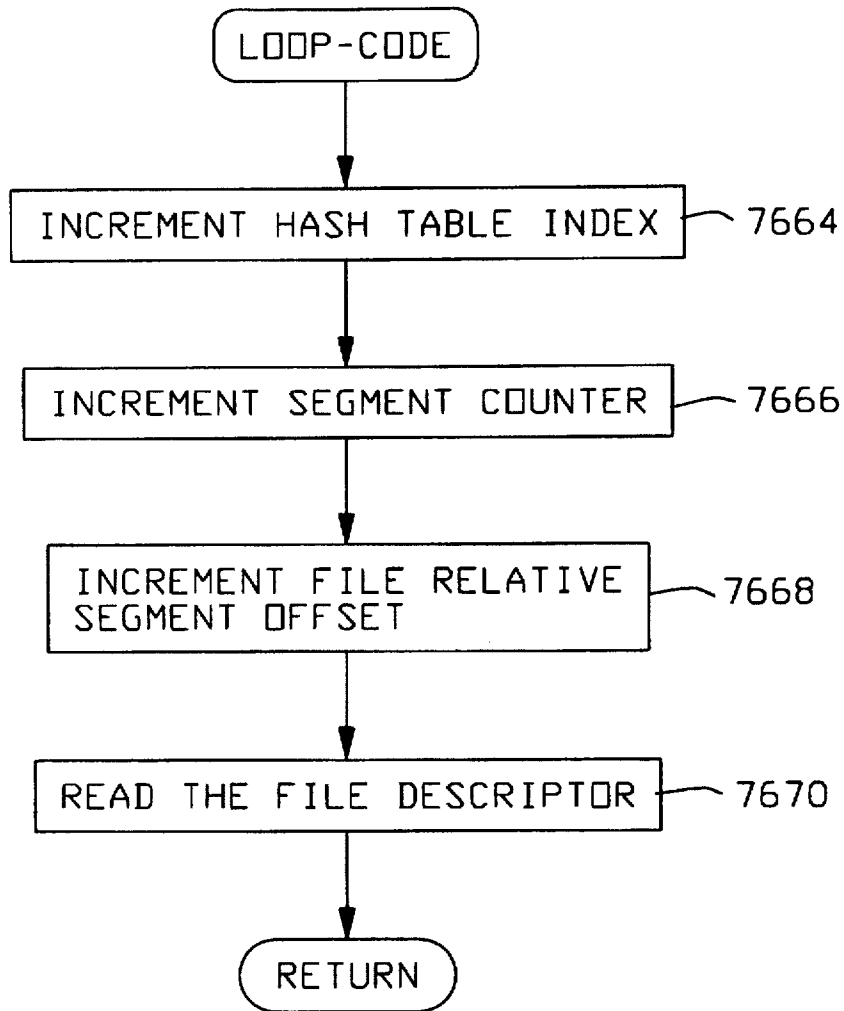 LOOP-CODE
INCREMENT HASH TABLE INDEX
7664
INCREMENT SEGMENT COUNTER
7666
INCREMENT FILE RELATIVE
SEGMENT OFFSET
7668
READ THE FILE DESCRIPTOR
7670
RETURN